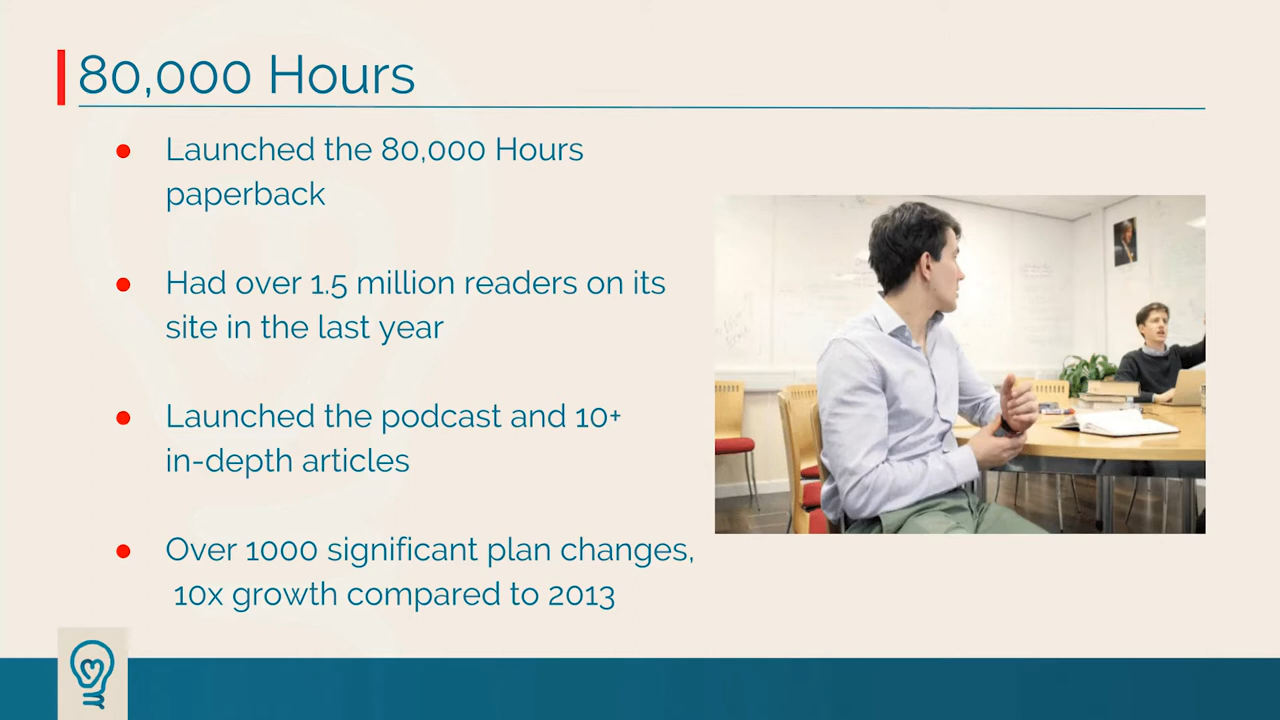 80,000 Hours
Launched the 80,000 Hours
paperback
Had over 1.5 million readers on its
site in the last year
Launched the podcast and 10+
in-depth articles
Over 1000 significant plan changes,
10x growth compared to 2013